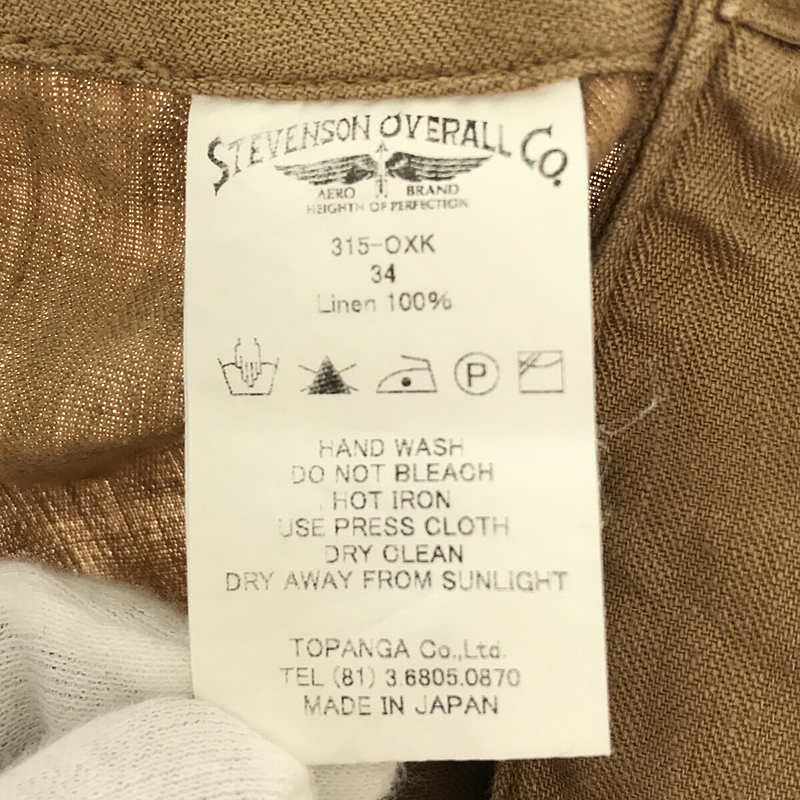 STEVENSON OVERALL CO.
AERO BRAND
HEIGHTH OF PERFECTION
315-OXK
34
Linen 100%
P
HAND WASH
DO NOT BLEACH
HOT IRON
USE PRESS CLOTH
DRY CLEAN
DRY AWAY FROM SUNLIGHT
TOPANGA Co.,Ltd.
TEL (81) 3.6805.0870
MADE IN JAPAN